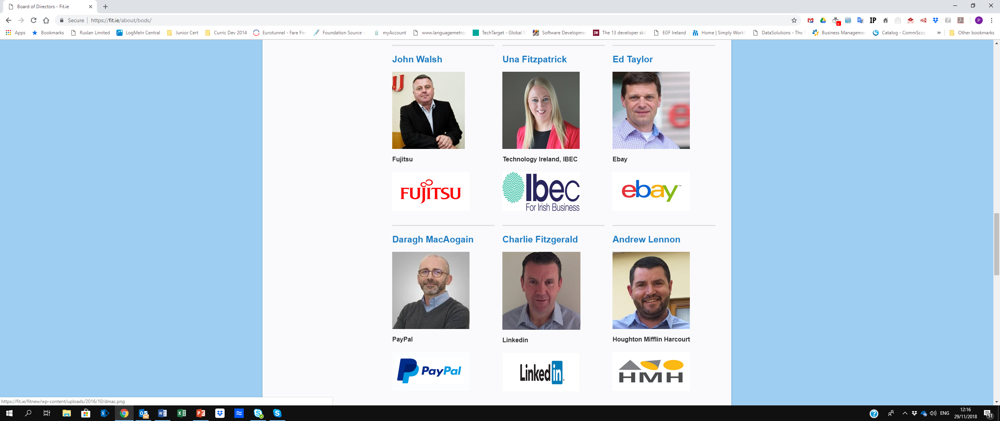 Board of Directors - Fit.ie
Secure
https://fit.ie/about/bods/
IP
P
Apps
Bookmarks
Ruslan Limited
LogMeIn Central
Junior Cert
Curric Dev 2014
Eurotunnel - Fare Fin
Foundation Source -
myAccount
www.languagemetro
TechTarget - Global
Software Developme
IW
The 13 developer ski
EGF Ireland
Home | Simply Work
DataSolutions - The
Business Manageme
Catalog - CommScop
»
Other bookmarks
John Walsh
Una Fitzpatrick
Ed Taylor
U
e
Fujitsu
Technology Ireland, IBEC
Ebay
FUJITSU
Ibec
For Irish Business
ebay
Daragh MacAogain
Charlie Fitzgerald
Andrew Lennon
PayPal
Linkedin
Houghton Mifflin Harcourt
PayPal
Linkedin
HMH
https://fit.ie/fitnew/wp-content/uploads/2016/10/dmac.png
ENG
12:16
29/11/2018
51